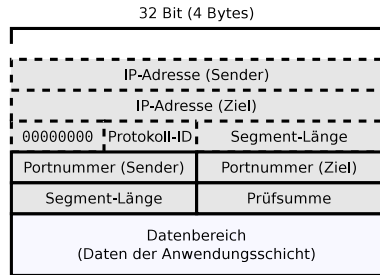 32 Bit (4 Bytes)
IP-Adresse (Sender)
IP-Adresse (Ziel)
00000000 Protokoll-ID Segment-Länge
Portnummer (Sender) Portnummer (Ziel)
Segment-Länge Prüfsumme
Datenbereich
(Daten der Anwendungsschicht)